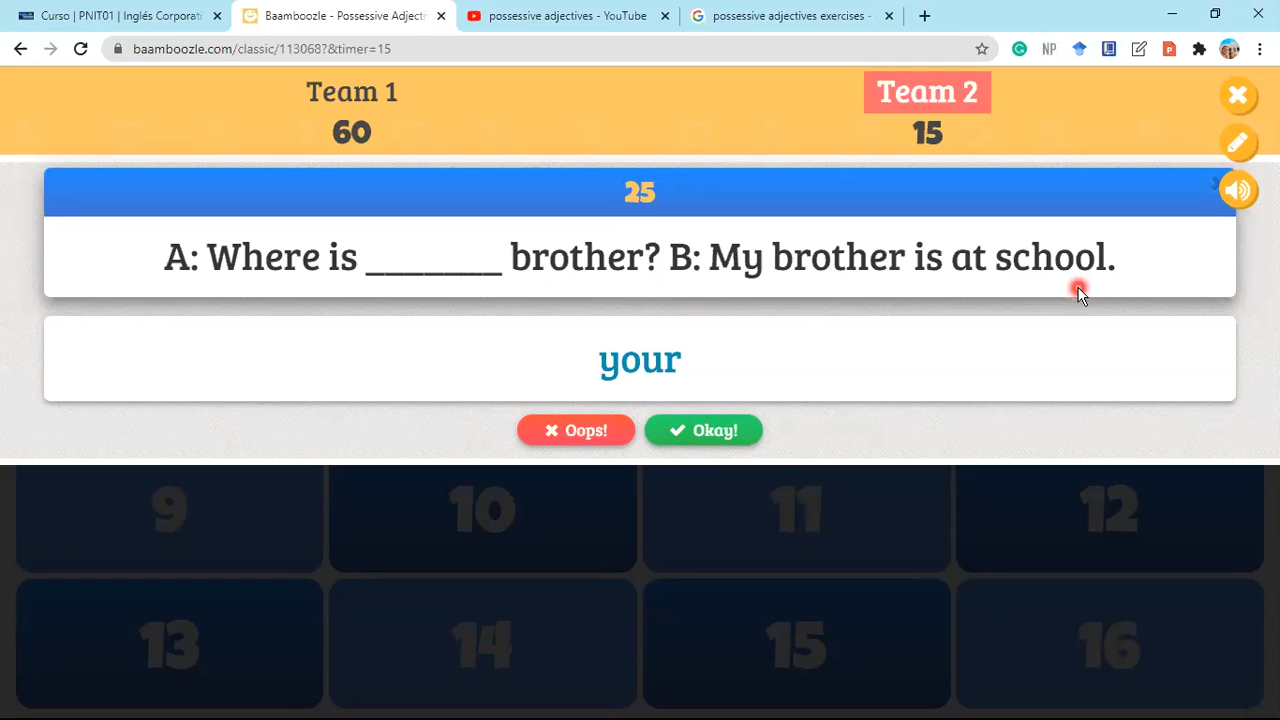 Curso | PNIT01 | Inglés Corporati
Baamboozle - Possessive Adjecti
possessive adjectives - YouTube
possessive adjectives exercises -
baamboozle.com/classic/113068?&timer=15
NP
Team 1
Team 2
60
15
25
A: Where is _______ brother? B: My brother is at school.
your
Oops!
Okay!
9
10
11
12
13
14
15
16